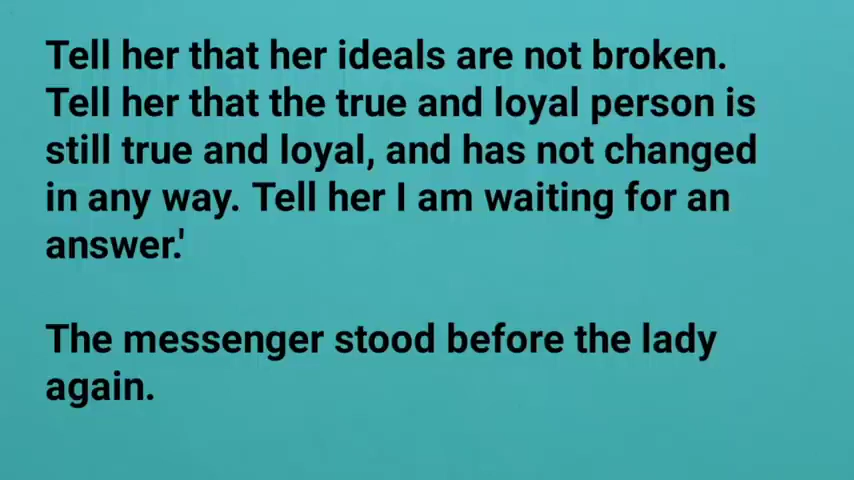 Tell her that her ideals are not broken.
Tell her that the true and loyal person is
still true and loyal, and has not changed
in any way. Tell her I am waiting for an
answer.'
The messenger stood before the lady
again.